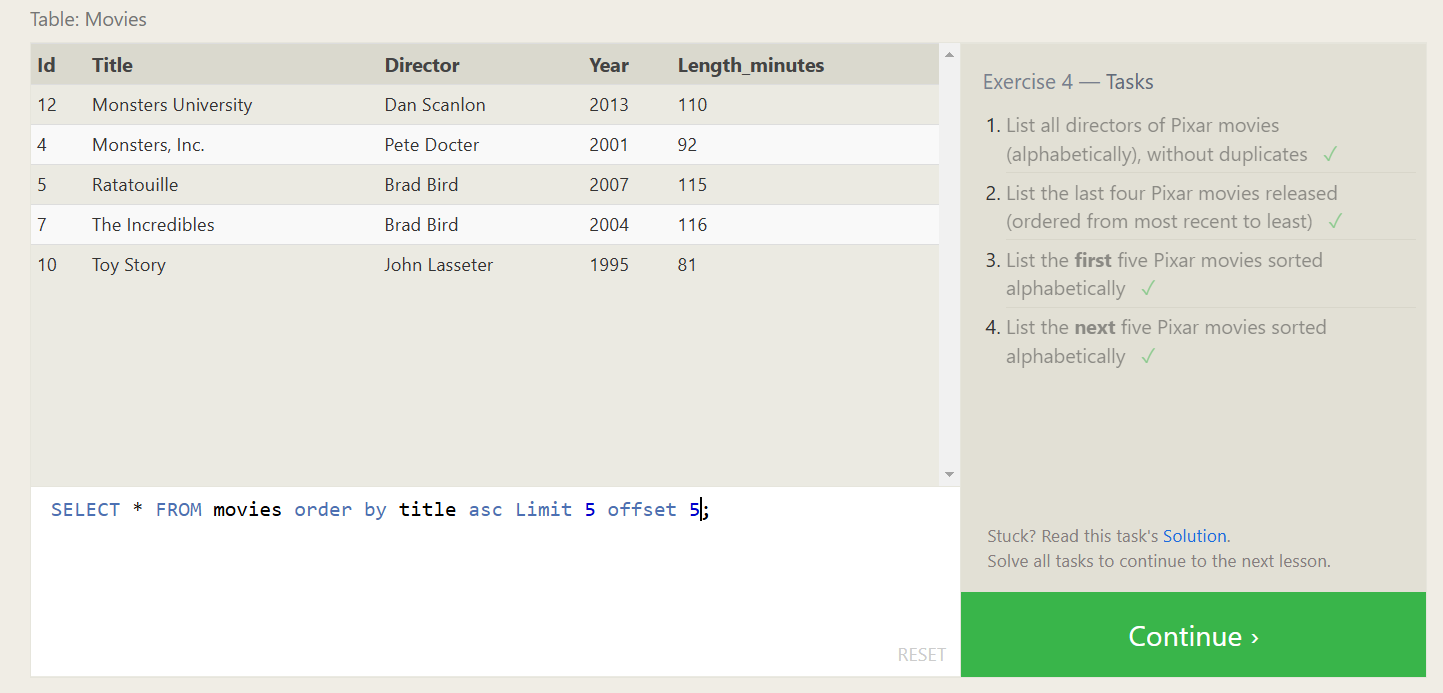 Table: Movies
Id Title Director Year Length_minutes
12 Monsters University Dan Scanlon 2013 110
4 Monsters, Inc. Pete Docter 2001 92
5 Ratatouille Brad Bird 2007 115
7 The Incredibles Brad Bird 2004 116
10 Toy Story John Lasseter 1995 81
SELECT * FROM movies order by title asc Limit 5 offset 5;
RESET
Exercise 4 — Tasks
1. List all directors of Pixar movies
(alphabetically), without duplicates ✓
2. List the last four Pixar movies released
(ordered from most recent to least) ✓
3. List the first five Pixar movies sorted
alphabetically ✓
4. List the next five Pixar movies sorted
alphabetically ✓
Stuck? Read this task's Solution.
Solve all tasks to continue to the next lesson.
Continue ›